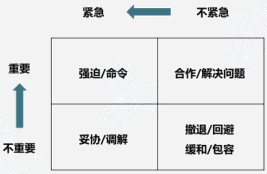 紧急 不紧急
重要 强迫/命令 合作/解决问题
不重要 妥协/调解 撤退/回避
缓和/包容